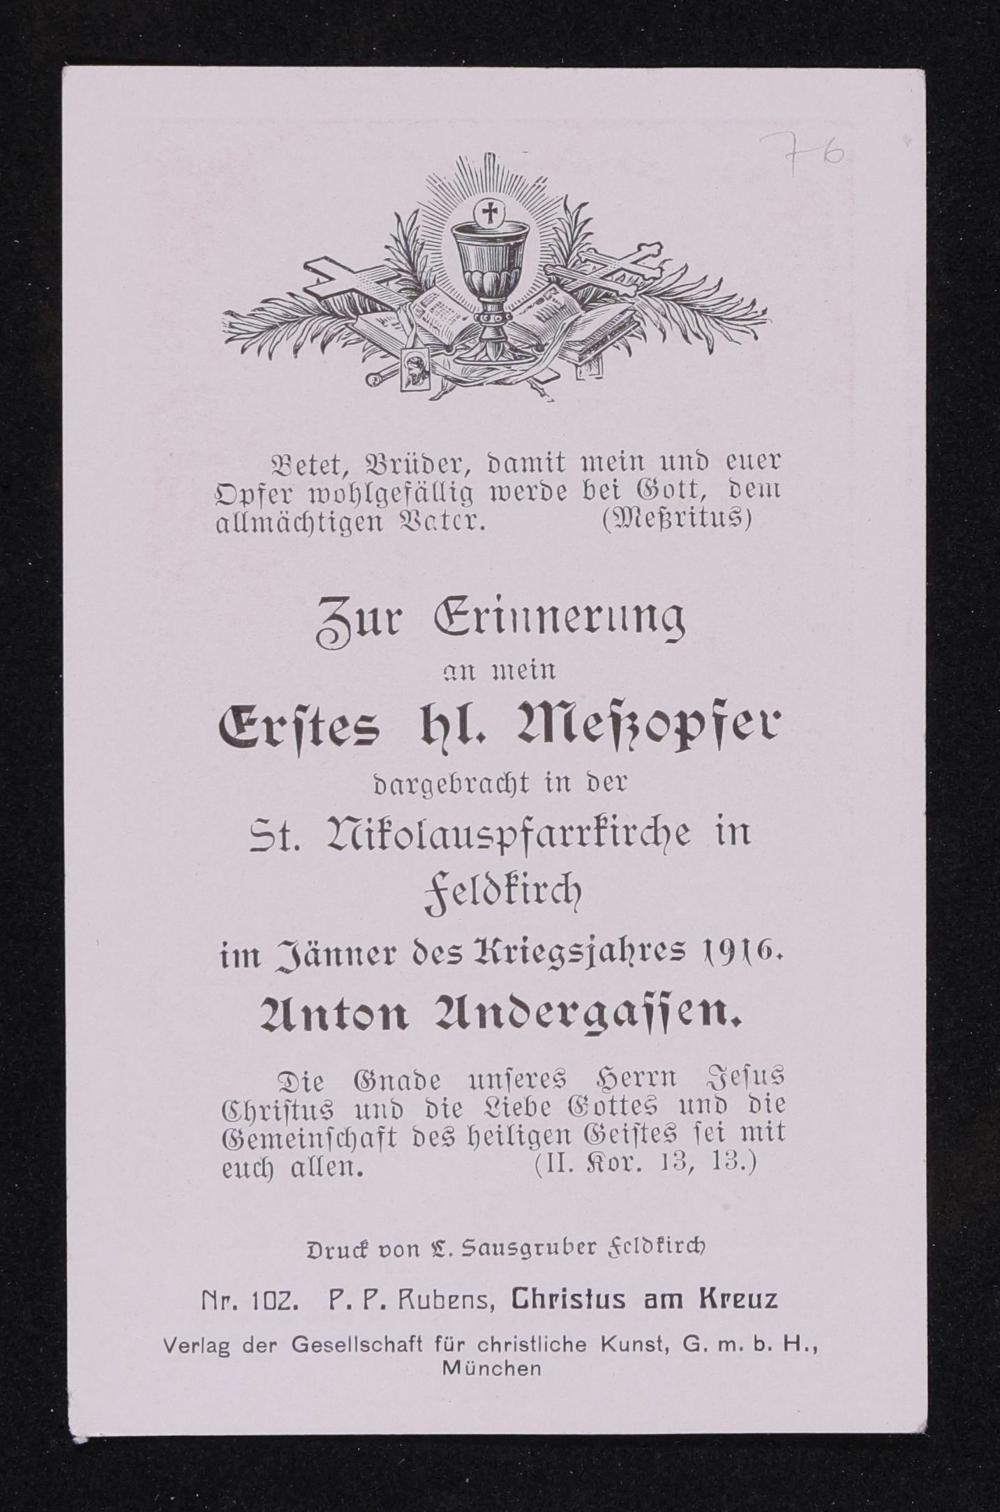 76
Betet, Brüder, damit mein und euer
Opfer wohlgefällig werde bei Gott, dem
allmächtigen Vater. (Meßritus)
Zur Erinnerung
an mein
Erstes hl. Meßopfer
dargebracht in der
St. Nikolauspfarrkirche in
Feldkirch
im Jänner des Kriegsjahres 1916.
Anton Andergassen.
Die Gnade unseres Herrn Jesus
Christus und die Liebe Gottes und die
Gemeinschaft des heiligen Geistes sei mit
euch allen. (II. Kor. 13, 13.)
Druck von L. Sausgruber Feldkirch
Nr. 102. P. P. Rubens, Christus am Kreuz
Verlag der Gesellschaft für christliche Kunst, G. m. b. H.,
München